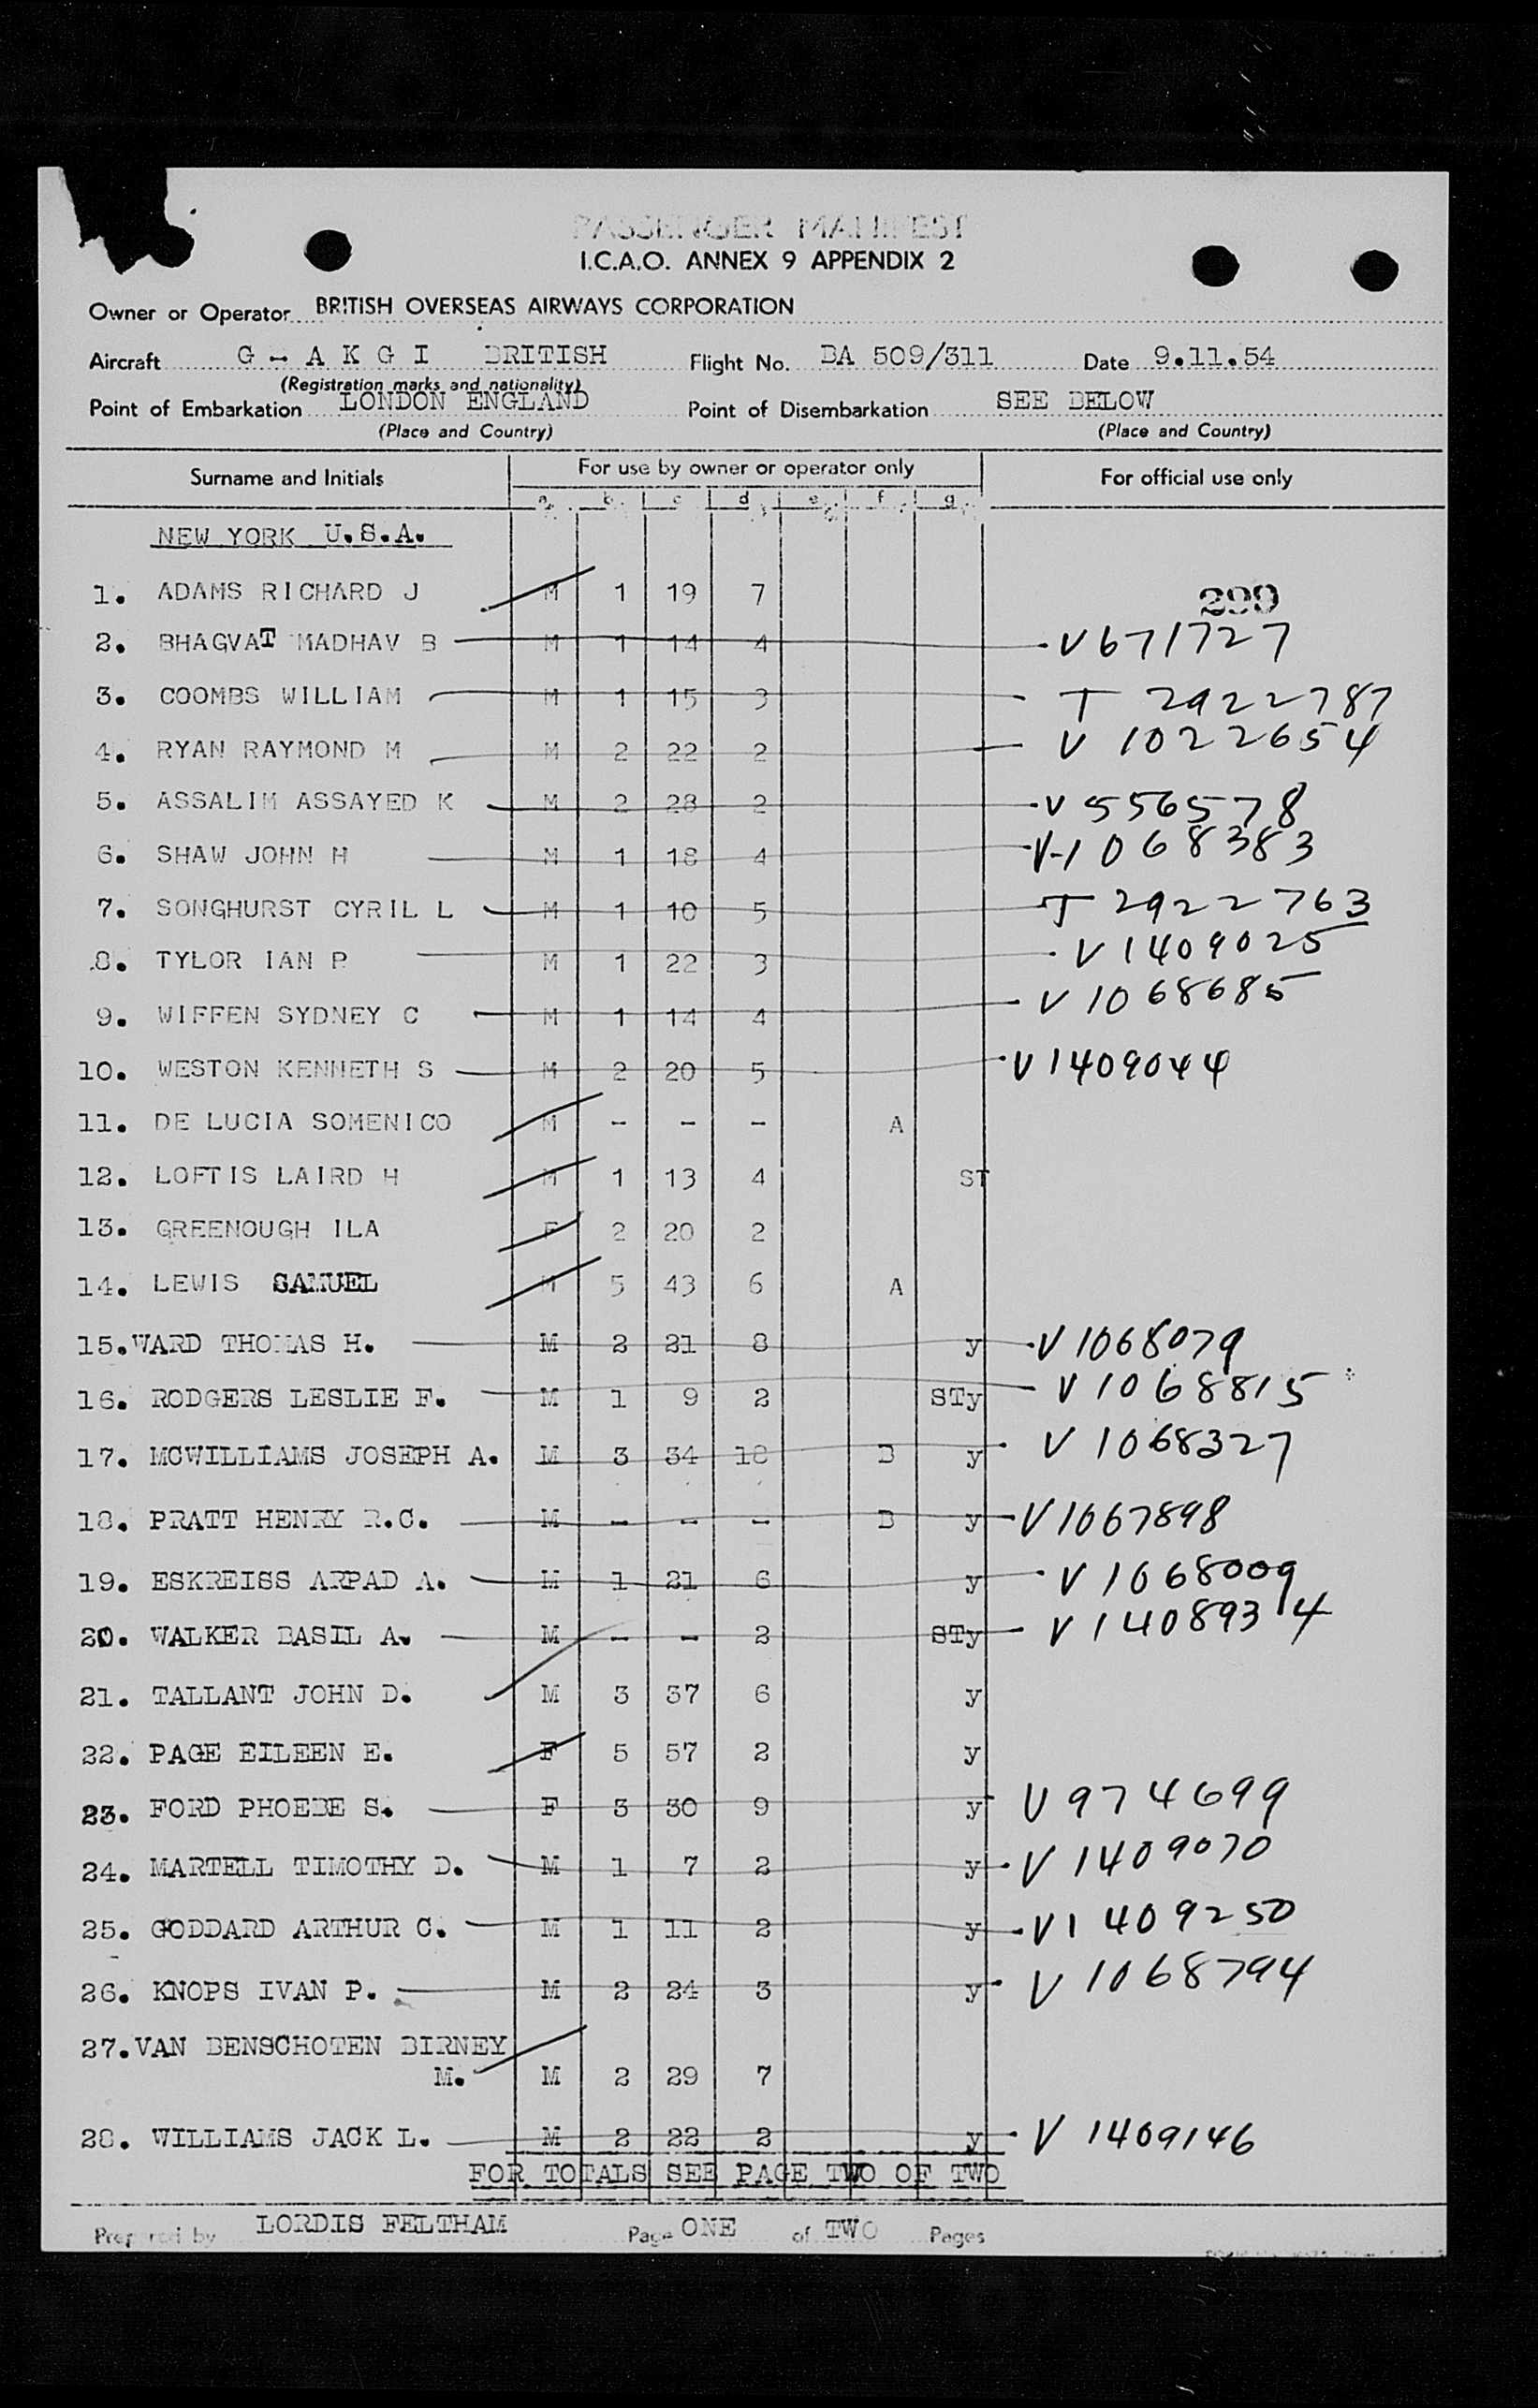 PASSENGER MANIFEST
I.C.A.O. ANNEX 9 APPENDIX 2
Owner or Operator BRITISH OVERSEAS AIRWAYS CORPORATION
Aircraft G - A K G I BRITISH Flight No. BA 509/311 Date 9.11.54
(Registration marks and nationality)
Point of Embarkation LONDON ENGLAND Point of Disembarkation SEE BELOW
(Place and Country) (Place and Country)
Surname and Initials For use by owner or operator only For official use only
a b c d e f g
NEW YORK U.S.A.
1. ADAMS RICHARD J M 1 19 7 299
2. BHAGVAT MADHAV B M 1 14 4 V671727
3. COOMBS WILLIAM M 1 15 3 T 2922787
4. RYAN RAYMOND M M 2 22 2 V 1022654
5. ASSALIM ASSAYED K M 2 28 2 V 556578
6. SHAW JOHN H M 1 18 4 V-1068383
7. SONGHURST CYRIL L M 1 10 5 T 2922763
8. TYLOR IAN P M 1 22 3 V1409025
9. WIFFEN SYDNEY C M 1 14 4 V 1068685
10. WESTON KENNETH S M 2 20 5 V1409044
11. DE LUCIA SOMENICO M - - - A
12. LOFTIS LAIRD H M 1 13 4 ST
13. GREENOUGH ILA F 2 20 2
14. LEWIS SAMUEL M 5 43 6 A
15. WARD THOMAS H. M 2 21 8 y V1068079
16. RODGERS LESLIE F. M 1 9 2 STy V1068815
17. MCWILLIAMS JOSEPH A. M 3 34 18 B y V 1068327
18. PRATT HENRY R.C. M - - - B y V1067898
19. ESKREISS ARPAD A. M 1 21 6 y V 1068009
20. WALKER BASIL A. M - - 2 STy V 1408934
21. TALLANT JOHN D. M 3 37 6 y
22. PAGE EILEEN E. F 5 57 2 y
23. FORD PHOEBE S. F 3 30 9 y V974699
24. MARTELL TIMOTHY D. M 1 7 2 y V 1409070
25. GODDARD ARTHUR C. M 1 11 2 y V1409250
26. KNOPS IVAN P. M 2 24 3 y V 1068794
27. VAN BENSCHOTEN BIRNEY
M. M 2 29 7
28. WILLIAMS JACK L. M 2 22 2 y V 1409146
FOR TOTALS SEE PAGE TWO OF TWO
Prepared by LORDIS FELTHAM Page ONE of TWO Pages